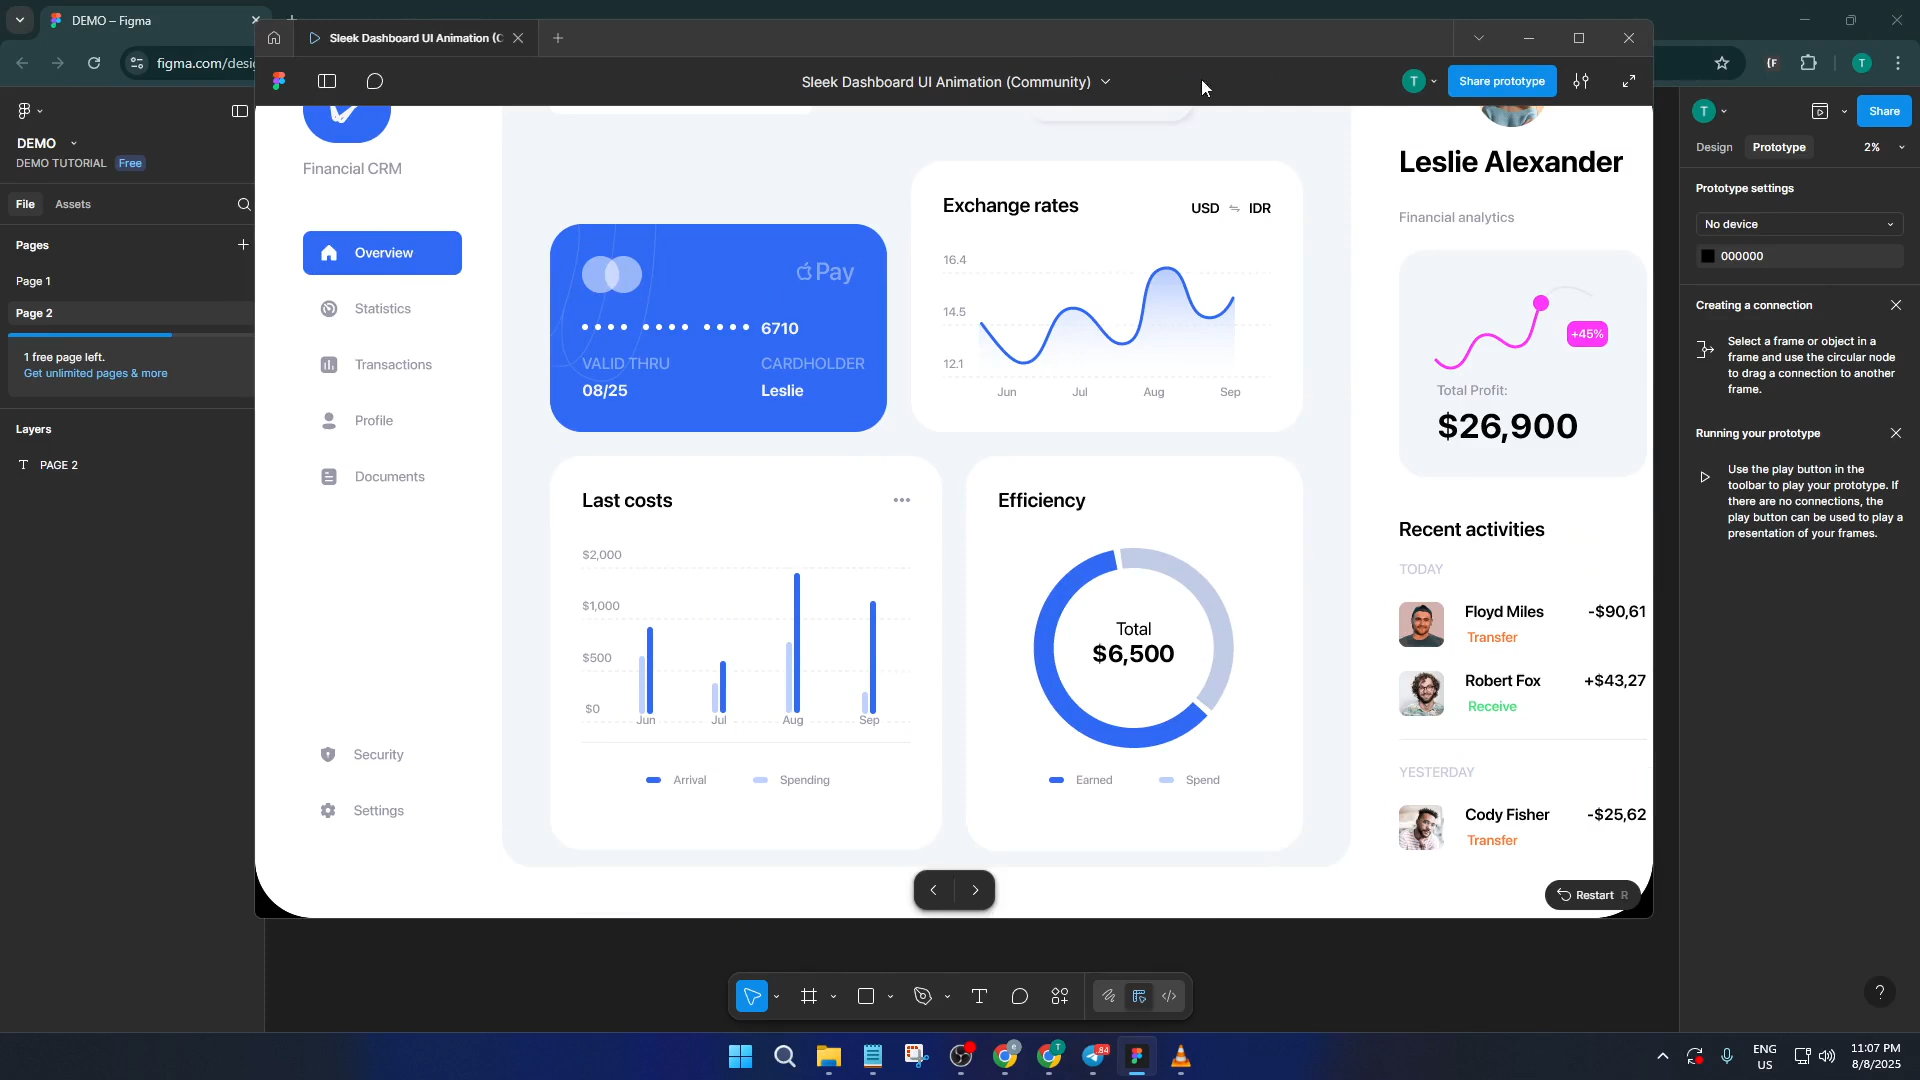 DEMO – Figma
figma.com/desig
T
DEMO
DEMO TUTORIAL Free
File
Assets
Pages
Page 1
Page 2
1 free page left.
Get unlimited pages & more
Layers
PAGE 2
Sleek Dashboard UI Animation (C
Sleek Dashboard UI Animation (Community)
T
Share prototype
Financial CRM
Overview
Statistics
Transactions
Profile
Documents
Security
Settings
Pay
6710
VALID THRU
CARDHOLDER
08/25
Leslie
Exchange rates
USD
IDR
16.4
14.5
12.1
Jun
Jul
Aug
Sep
Last costs
$2,000
$1,000
$500
$0
Jun
Jul
Aug
Sep
Arrival
Spending
Efficiency
Total
$6,500
Earned
Spend
Leslie Alexander
Financial analytics
+45%
Total Profit:
$26,900
Recent activities
TODAY
Floyd Miles
-$90,61
Transfer
Robert Fox
+$43,27
Receive
YESTERDAY
Cody Fisher
-$25,62
Transfer
Restart R
T
Share
Design
Prototype
2%
Prototype settings
No device
000000
Creating a connection
Select a frame or object in a
frame and use the circular node
to drag a connection to another
frame.
Running your prototype
Use the play button in the
toolbar to play your prototype. If
there are no connections, the
play button can be used to play a
presentation of your frames.
?
e
T
84
ENG
US
11:07 PM
8/8/2025